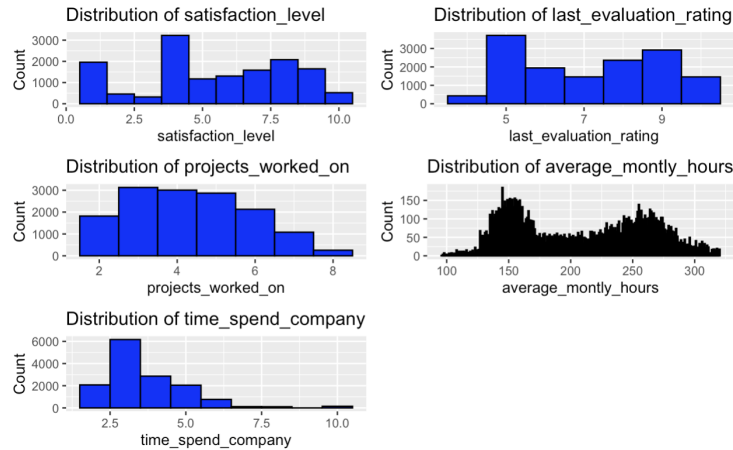 Distribution of satisfaction_level
Count
3000
2000
1000
0
0.0 2.5 5.0 7.5 10.0
satisfaction_level
Distribution of last_evaluation_rating
Count
3000
2000
1000
0
5 7 9
last_evaluation_rating
Distribution of projects_worked_on
Count
3000
2000
1000
0
2 4 6 8
projects_worked_on
Distribution of average_montly_hours
Count
150
100
50
0
100 150 200 250 300
average_montly_hours
Distribution of time_spend_company
Count
6000
4000
2000
0
2.5 5.0 7.5 10.0
time_spend_company